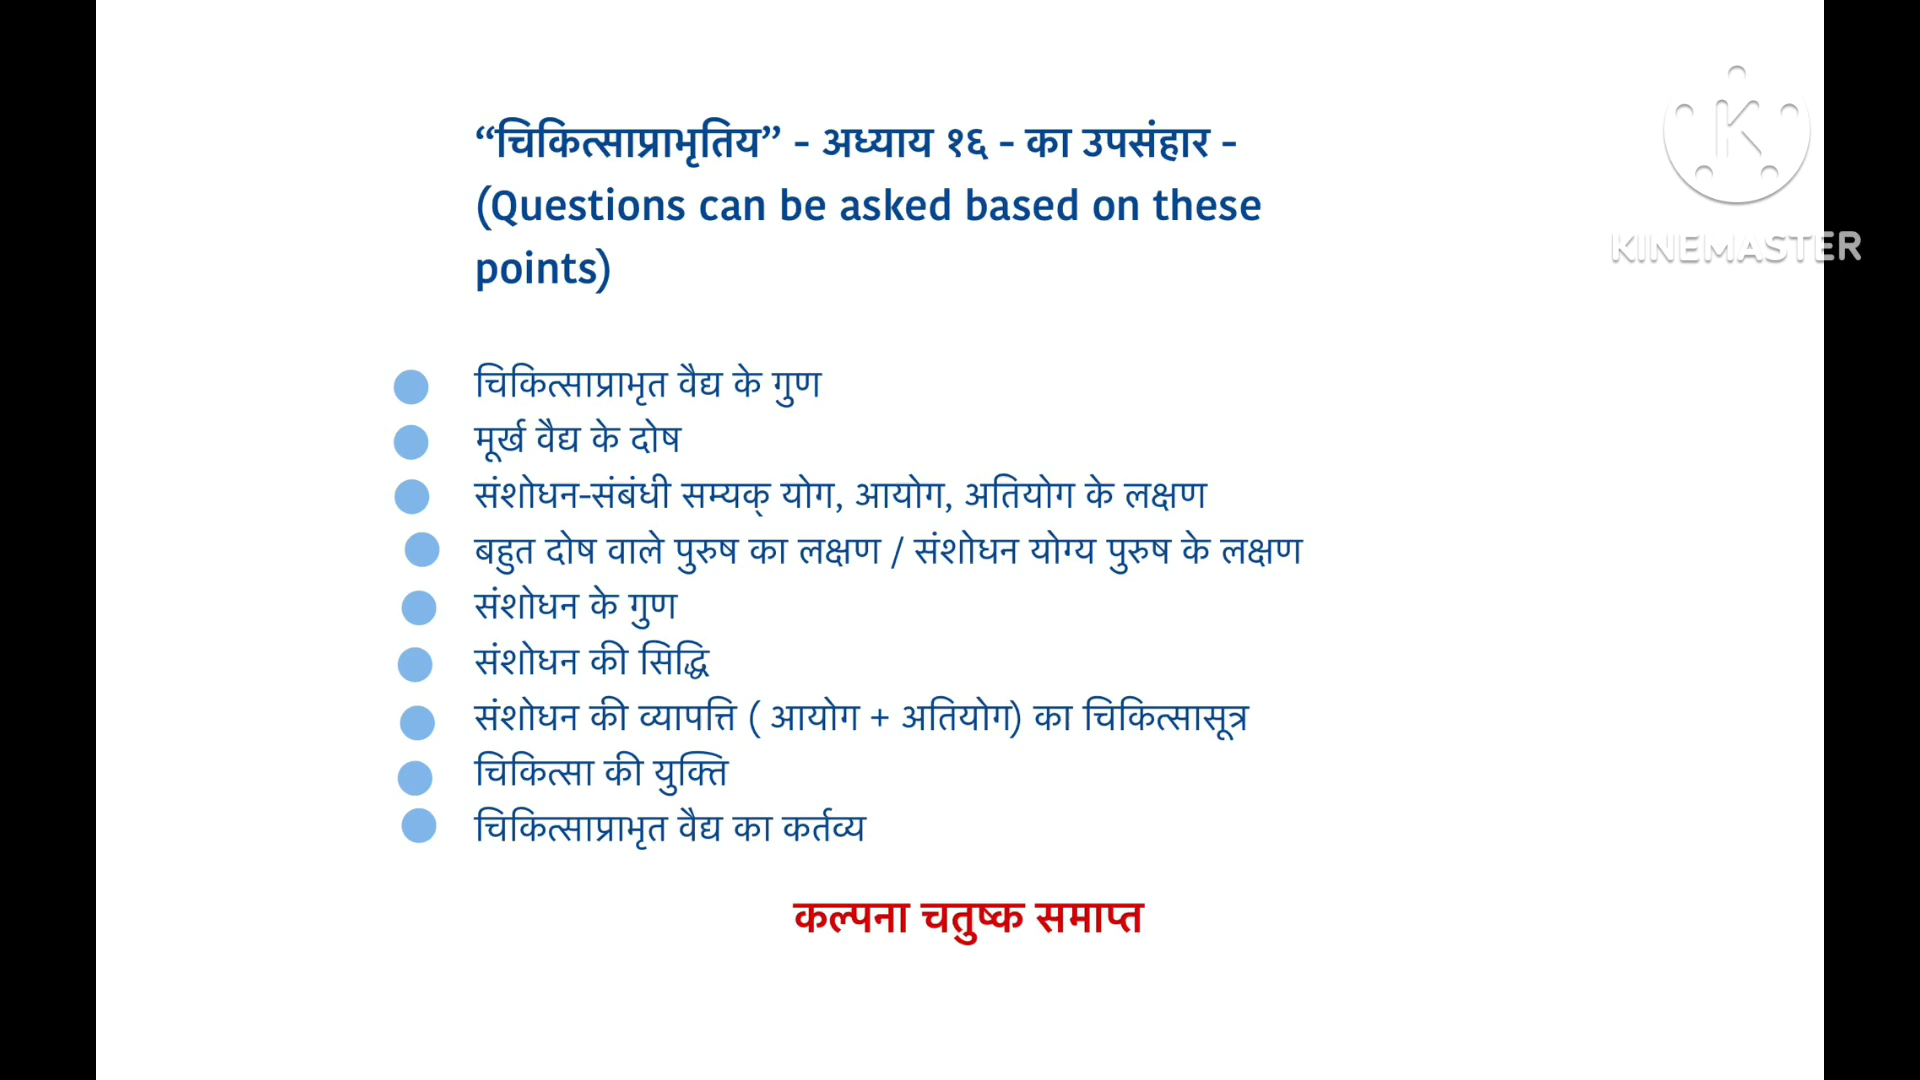 “चिकित्साप्राभृतिय” - अध्याय १६ - का उपसंहार -
(Questions can be asked based on these
points)
चिकित्साप्राभृत वैद्य के गुण
मूर्ख वैद्य के दोष
संशोधन-संबंधी सम्यक् योग, आयोग, अतियोग के लक्षण
बहुत दोष वाले पुरुष का लक्षण / संशोधन योग्य पुरुष के लक्षण
संशोधन के गुण
संशोधन की सिद्धि
संशोधन की व्यापत्ति ( आयोग + अतियोग) का चिकित्सासूत्र
चिकित्सा की युक्ति
चिकित्साप्राभृत वैद्य का कर्तव्य
कल्पना चतुष्क समाप्त
K
KINEMASTER